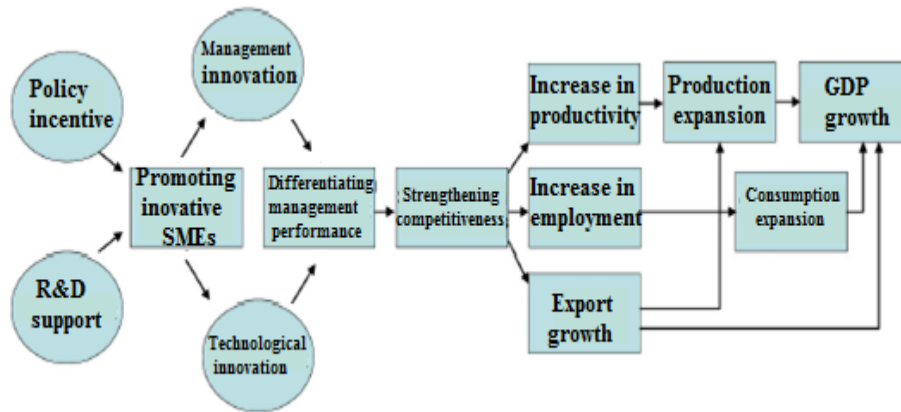 Policy
incentive
R&D
support
Management
innovation
Promoting
inovative
SMEs
Technological
innovation
Differentiating
management
performance
Strengthening
competitiveness
Increase in
productivity
Increase in
employment
Export
growth
Production
expansion
Consumption
expansion
GDP
growth